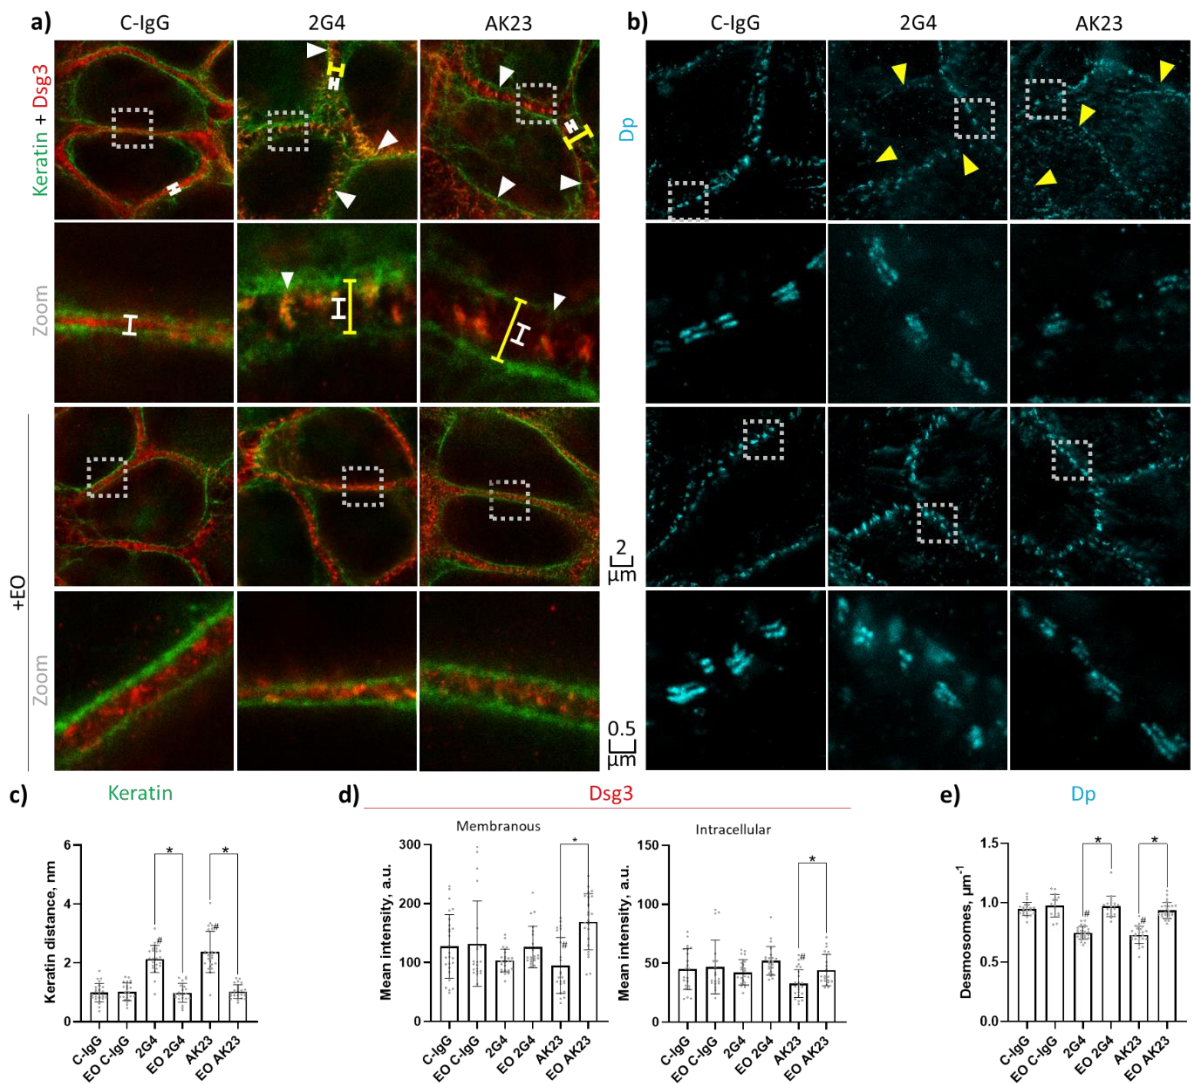 a)
C-IgG
2G4
AK23
b)
C-IgG
2G4
AK23
Keratin + Dsg3
Dp
Zoom
+EO
Zoom
2
µm
0.5
µm
c)
Keratin
Keratin distance, nm
6
4
2
0
*
*
#
#
C-IgG
EO C-IgG
2G4
EO 2G4
AK23
EO AK23
d)
Dsg3
Membranous
Mean intensity, a.u.
300
200
100
0
*
#
C-IgG
EO C-IgG
2G4
EO 2G4
AK23
EO AK23
Intracellular
Mean intensity, a.u.
150
100
50
0
*
#
C-IgG
EO C-IgG
2G4
EO 2G4
AK23
EO AK23
e)
Dp
Desmosomes, µm⁻¹
1.5
1.0
0.5
0.0
*
*
#
#
C-IgG
EO C-IgG
2G4
EO 2G4
AK23
EO AK23